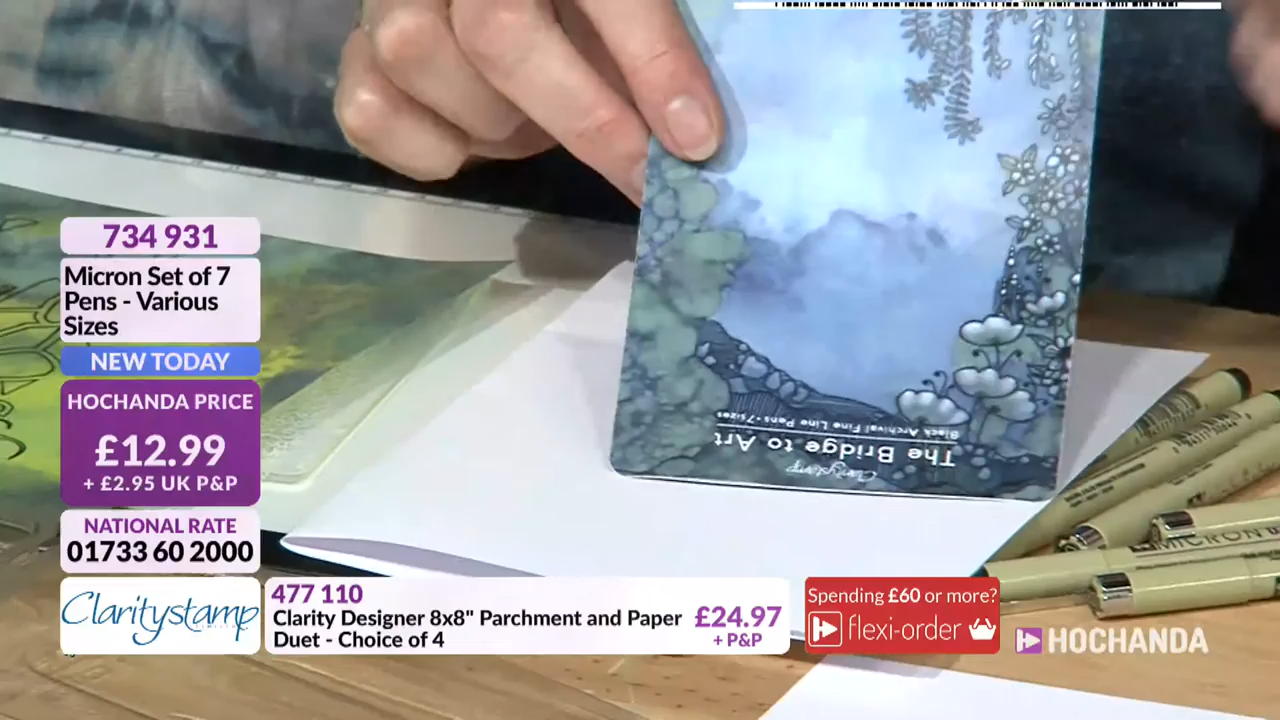 734 931
Micron Set of 7
Pens - Various
Sizes
NEW TODAY
HOCHANDA PRICE
£12.99
+ £2.95 UK P&P
NATIONAL RATE
01733 60 2000
Claritystamp
477 110
Clarity Designer 8x8" Parchment and Paper
Duet - Choice of 4
£24.97
+ P&P
Spending £60 or more?
flexi-order
HOCHANDA
Claritystamp
The Bridge to Art
Black Archival Fine Line Pens • 7 sizes
MICRON